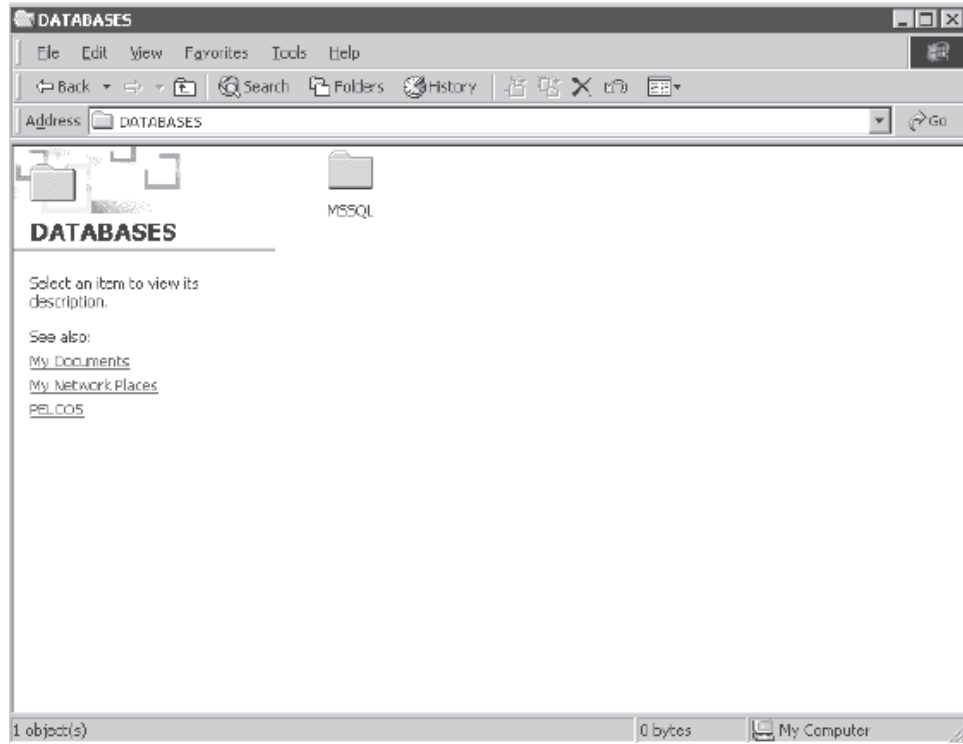 DATABASES
File Edit View Favorites Tools Help
Back Search Folders History
Address DATABASES Go
MSSQL
DATABASES
Select an item to view its
description.
See also:
My Documents
My Network Places
PELCO5
1 object(s) 0 bytes My Computer